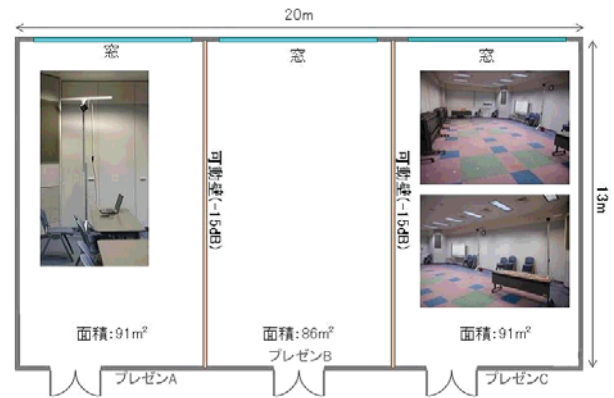 20m
窓
窓
窓
可動壁(-15dB)
可動壁(-15dB)
13m
面積:91m²
面積:86m²
面積:91m²
プレゼンA
プレゼンB
プレゼンC